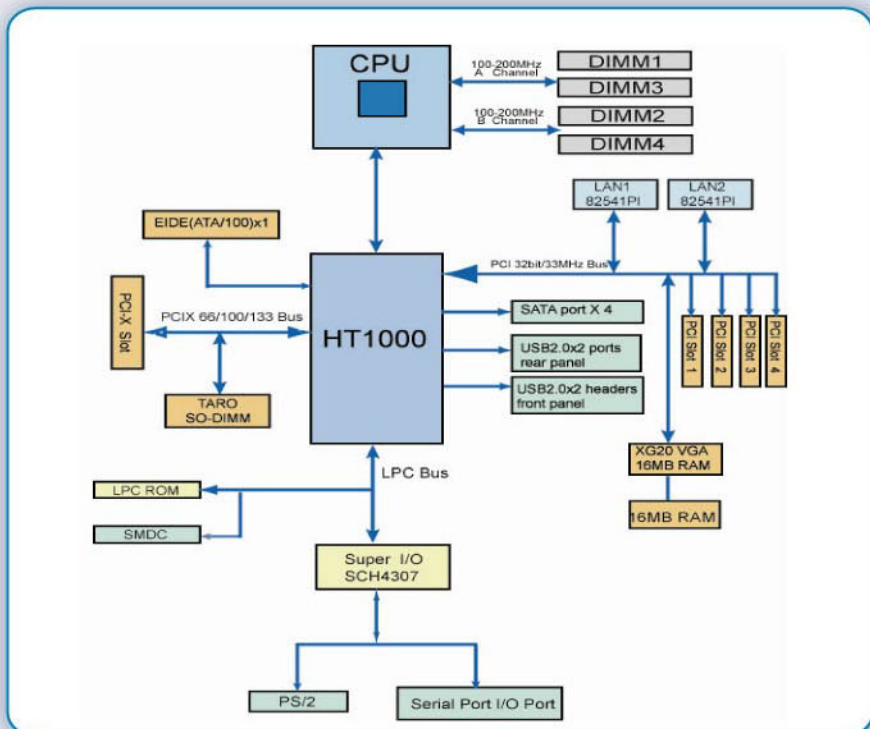 CPU
100-200MHz
A Channel
100-200MHz
B Channel
DIMM1
DIMM3
DIMM2
DIMM4
LAN1
82541PI
LAN2
82541PI
EIDE(ATA/100)x1
PCI 32bit/33MHz Bus
PCI-X Slot
PCIX 66/100/133 Bus
HT1000
SATA port X 4
USB2.0x2 ports
rear panel
USB2.0x2 headers
front panel
PCI Slot 1
PCI Slot 2
PCI Slot 3
PCI Slot 4
TARO
SO-DIMM
XG20 VGA
16MB RAM
16MB RAM
LPC Bus
LPC ROM
SMDC
Super I/O
SCH4307
PS/2
Serial Port I/O Port